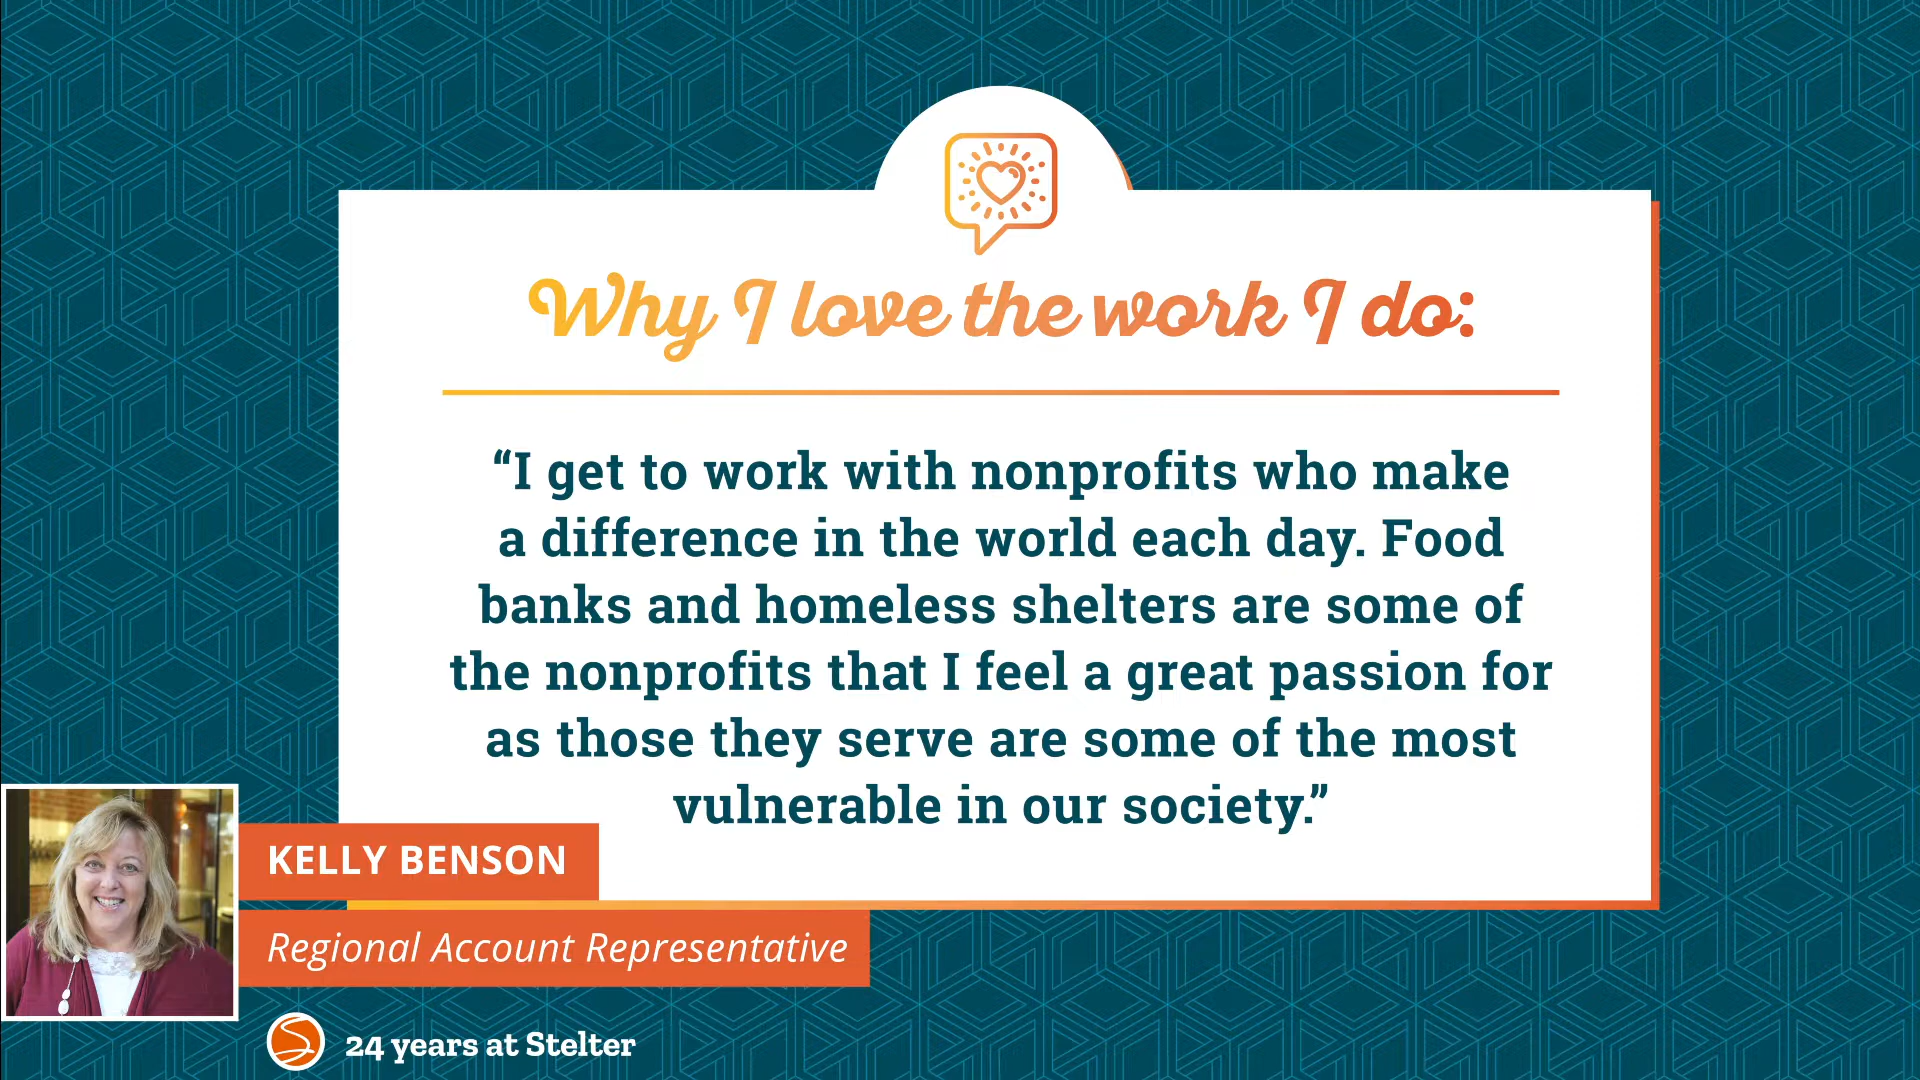 Why I love the work I do:
“I get to work with nonprofits who make
a difference in the world each day. Food
banks and homeless shelters are some of
the nonprofits that I feel a great passion for
as those they serve are some of the most
vulnerable in our society.”
KELLY BENSON
Regional Account Representative
24 years at Stelter